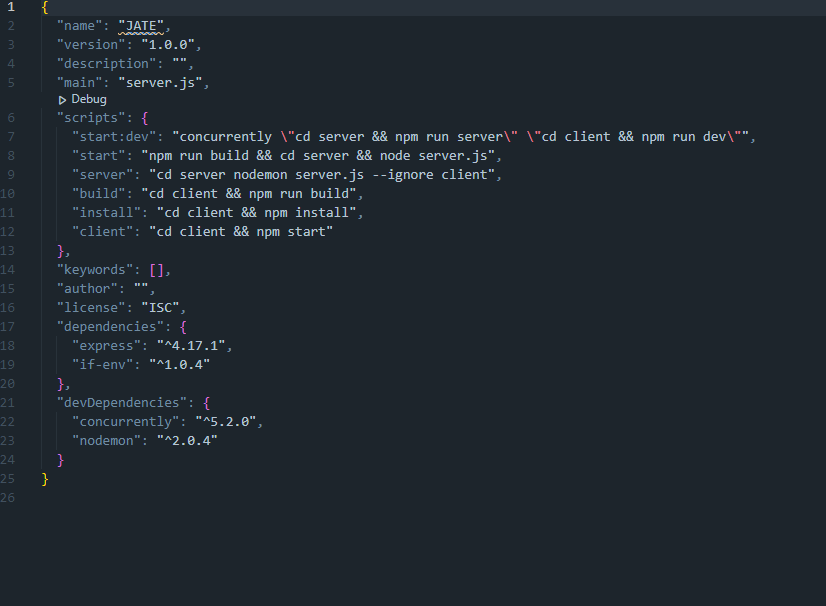 1 {
2 "name": "JATE",
3 "version": "1.0.0",
4 "description": "",
5 "main": "server.js",
Debug
6 "scripts": {
7 "start:dev": "concurrently \"cd server && npm run server\" \"cd client && npm run dev\"",
8 "start": "npm run build && cd server && node server.js",
9 "server": "cd server nodemon server.js --ignore client",
10 "build": "cd client && npm run build",
11 "install": "cd client && npm install",
12 "client": "cd client && npm start"
13 },
14 "keywords": [],
15 "author": "",
16 "license": "ISC",
17 "dependencies": {
18 "express": "^4.17.1",
19 "if-env": "^1.0.4"
20 },
21 "devDependencies": {
22 "concurrently": "^5.2.0",
23 "nodemon": "^2.0.4"
24 }
25 }
26